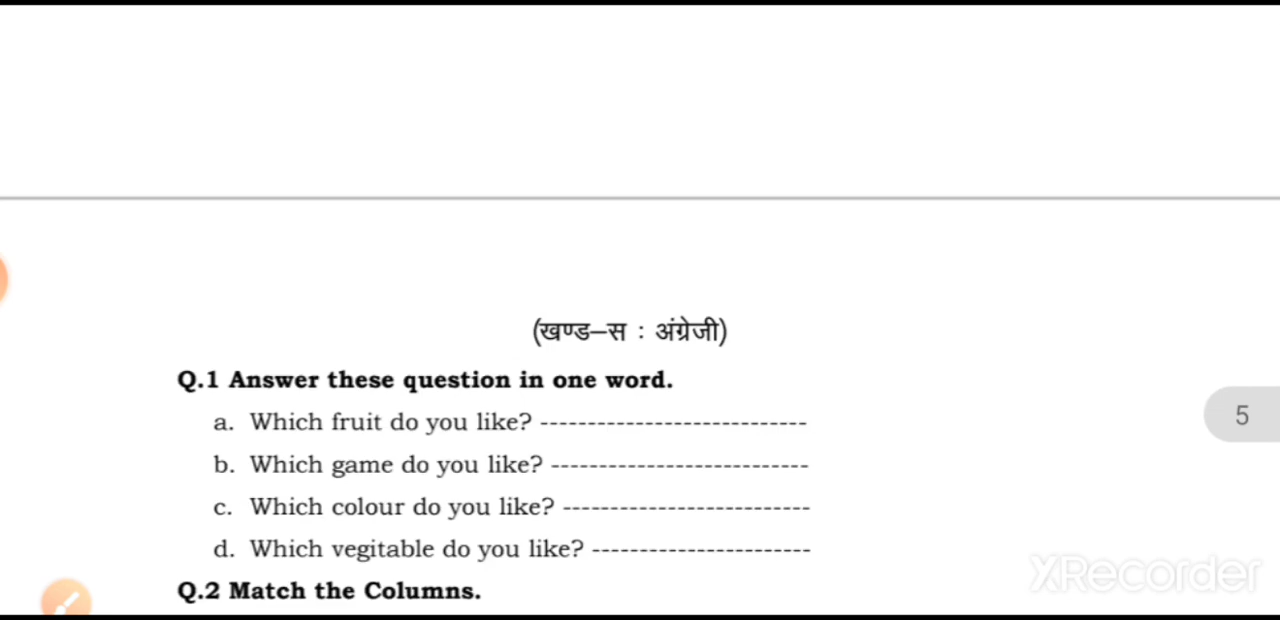 (खण्ड–स : अंग्रेजी)
Q.1 Answer these question in one word.
a. Which fruit do you like? ----------------------------
b. Which game do you like? ---------------------------
c. Which colour do you like? --------------------------
d. Which vegitable do you like? -----------------------
Q.2 Match the Columns.
5
XRecorder